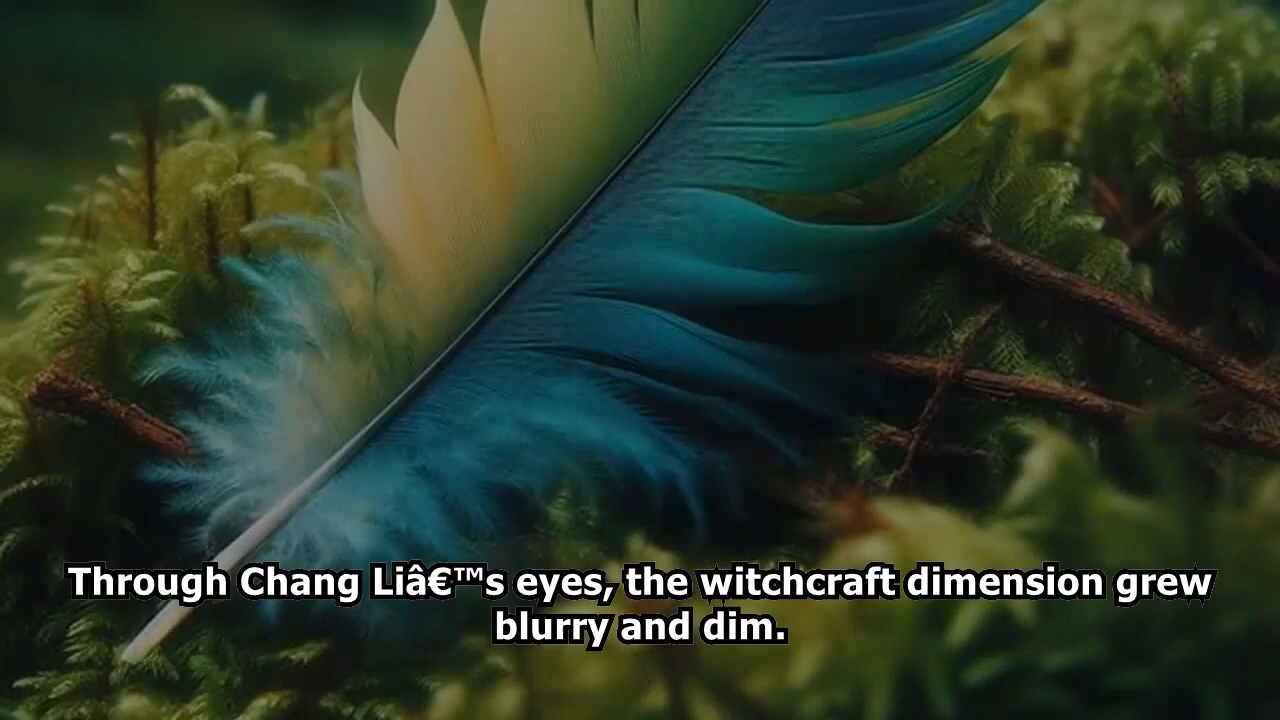 Through Chang Liâ€™s eyes, the witchcraft dimension grew
blurry and dim.